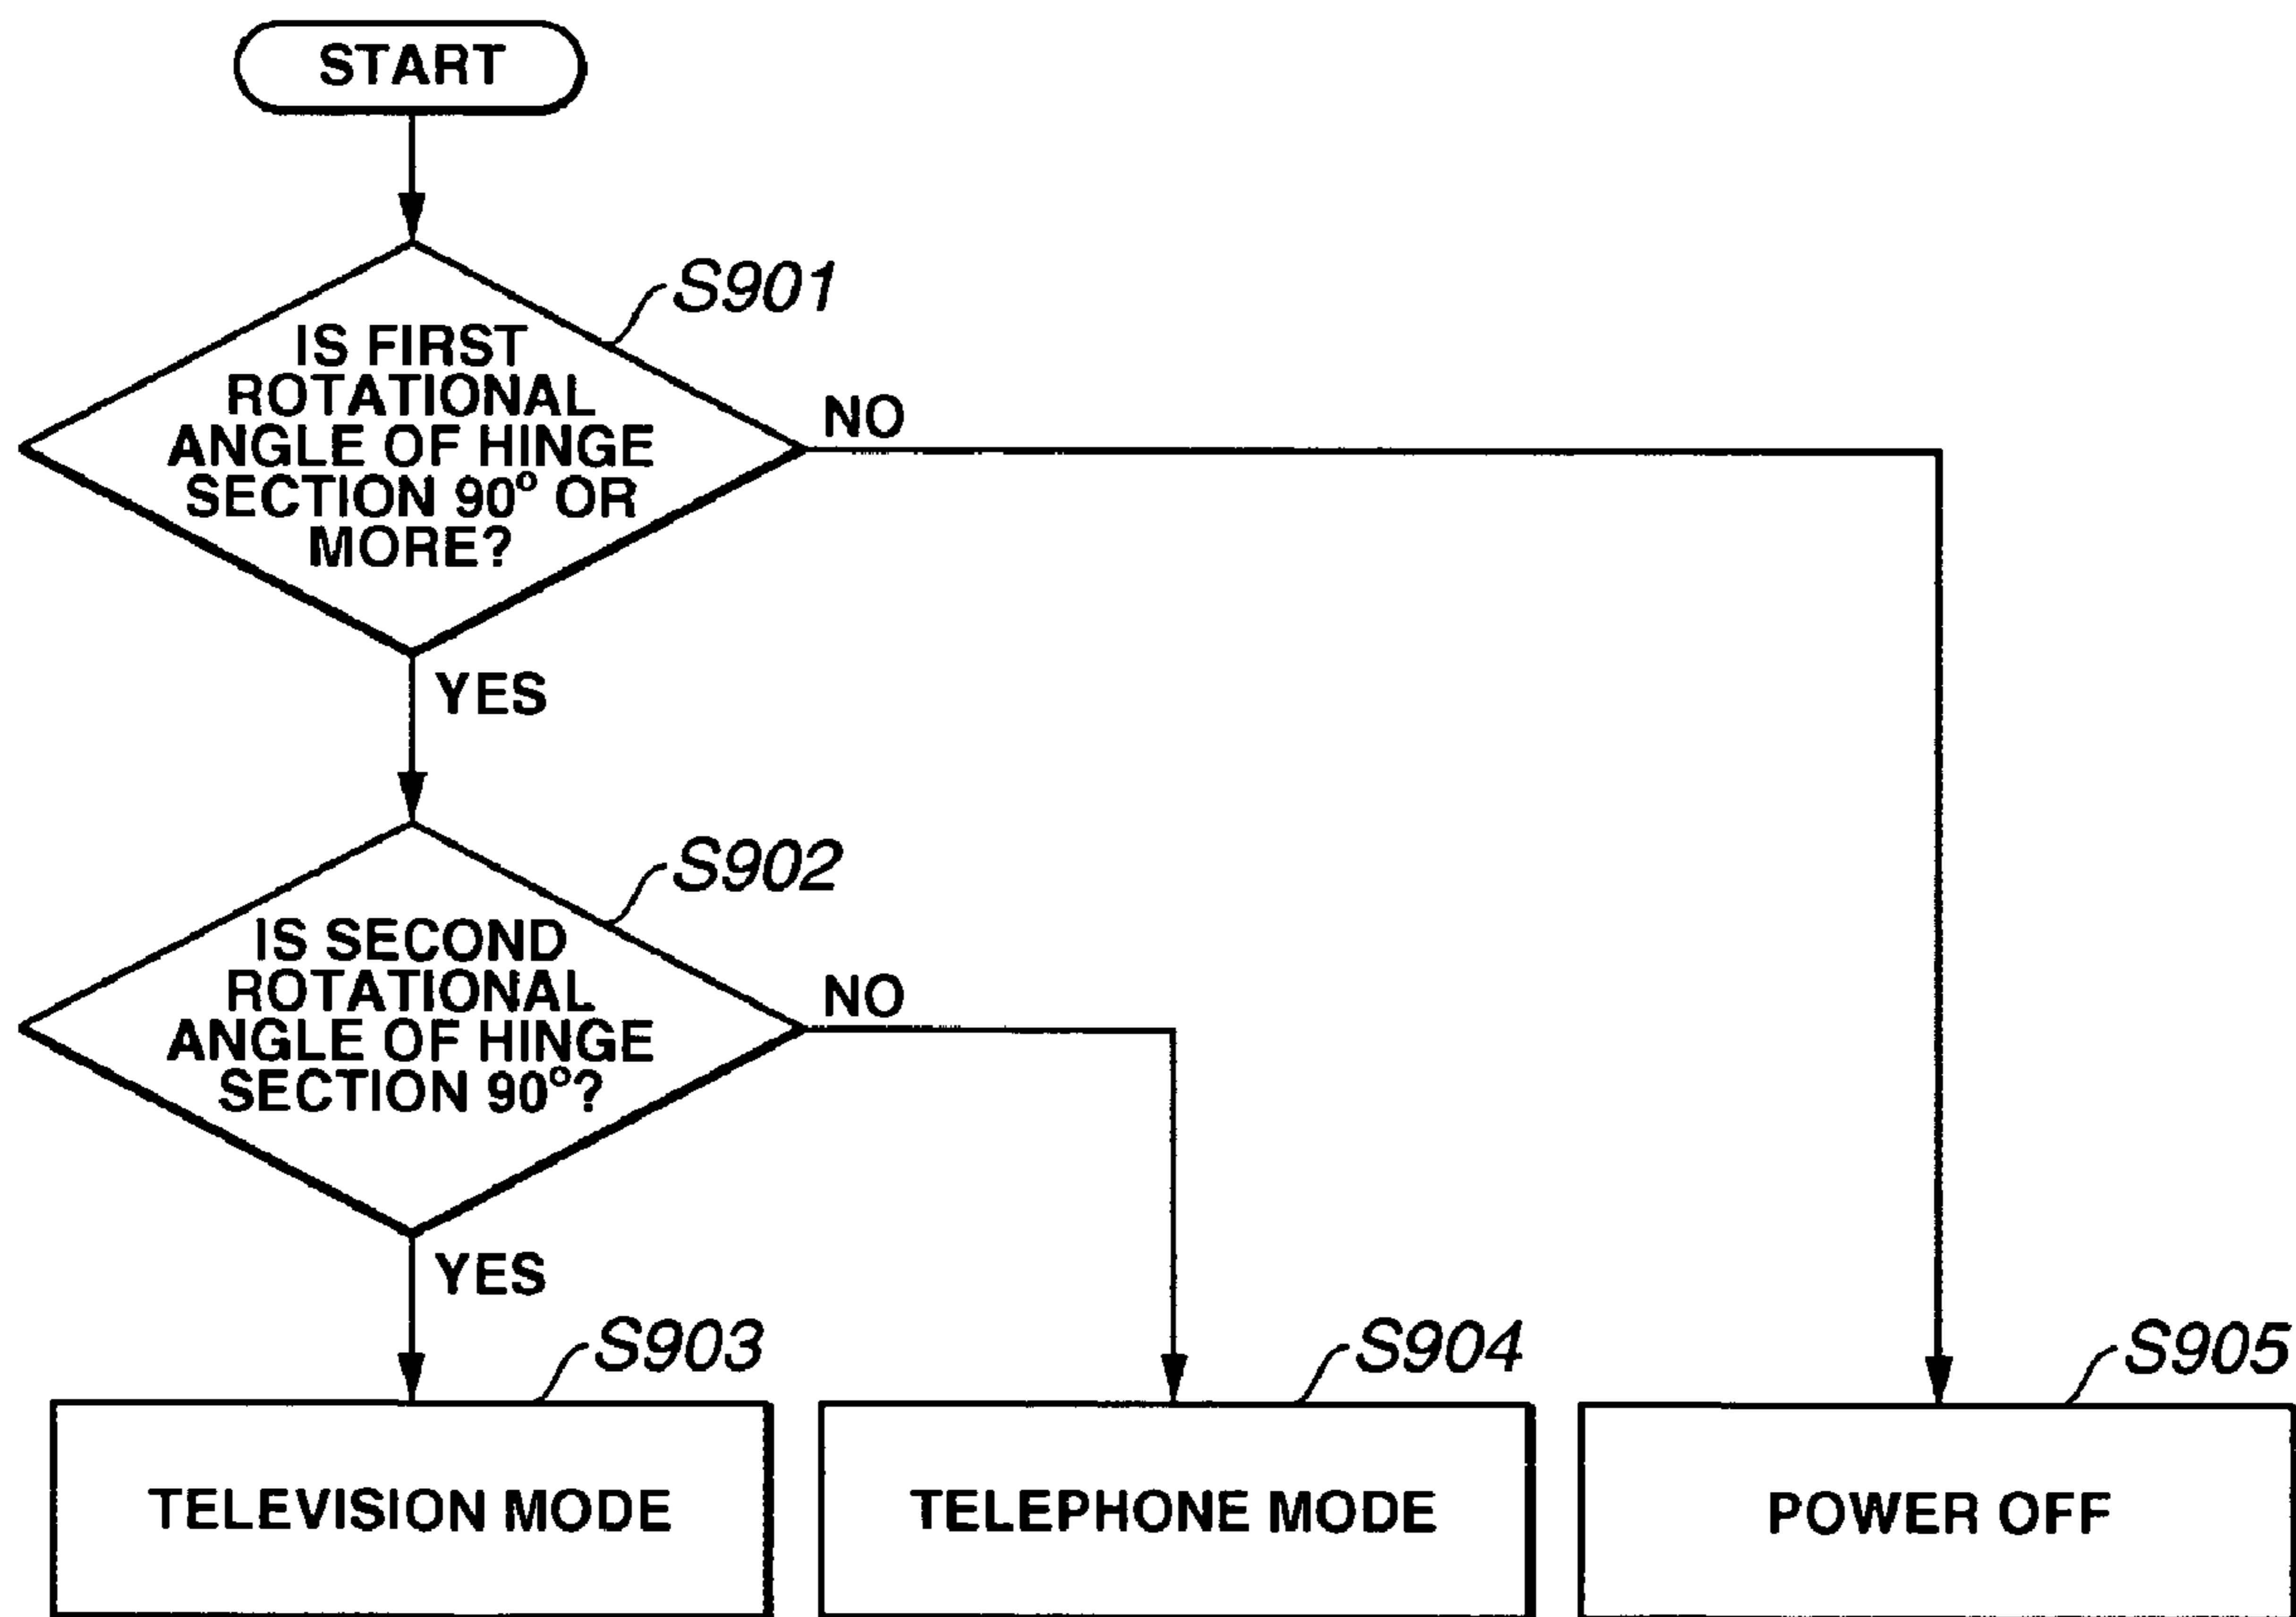 START
S901
IS FIRST
ROTATIONAL
ANGLE OF HINGE
SECTION 90° OR
MORE?
NO
YES
S902
IS SECOND
ROTATIONAL
ANGLE OF HINGE
SECTION 90°?
NO
YES
S903
S904
S905
TELEVISION MODE
TELEPHONE MODE
POWER OFF